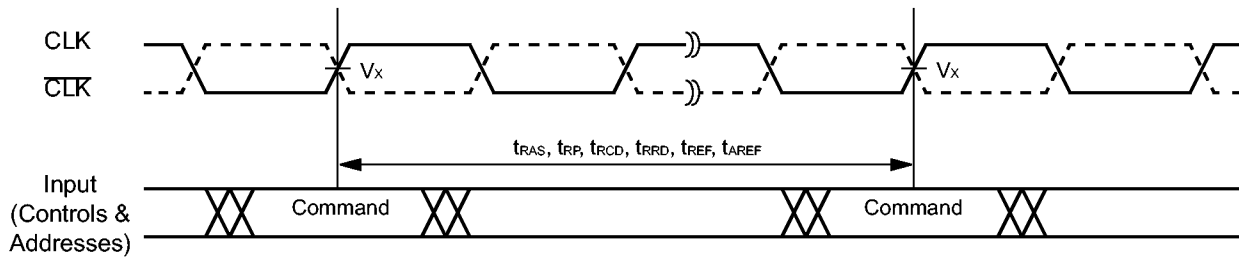 CLK
CLK
Vx
Vx
tRAS, tRP, tRCD, tRRD, tREF, tAREF
Input
(Controls &
Addresses)
Command
Command